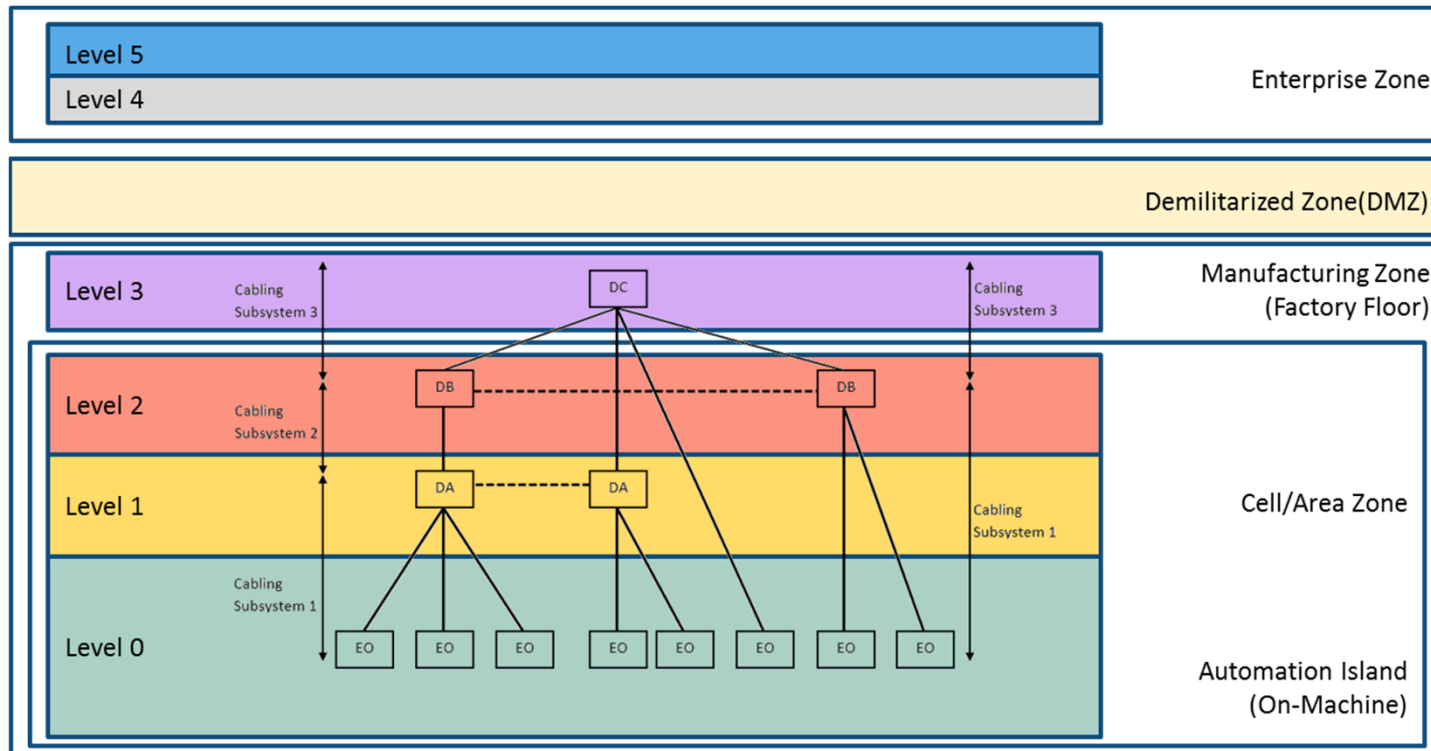 Level 5
Level 4
Enterprise Zone
Demilitarized Zone(DMZ)
Level 3
Cabling
Subsystem 3
DC
Cabling
Subsystem 3
Manufacturing Zone
(Factory Floor)
Level 2
Cabling
Subsystem 2
DB
DB
Level 1
DA
DA
Cabling
Subsystem 1
Cell/Area Zone
Level 0
Cabling
Subsystem 1
EO
EO
EO
EO
EO
EO
EO
EO
Automation Island
(On-Machine)